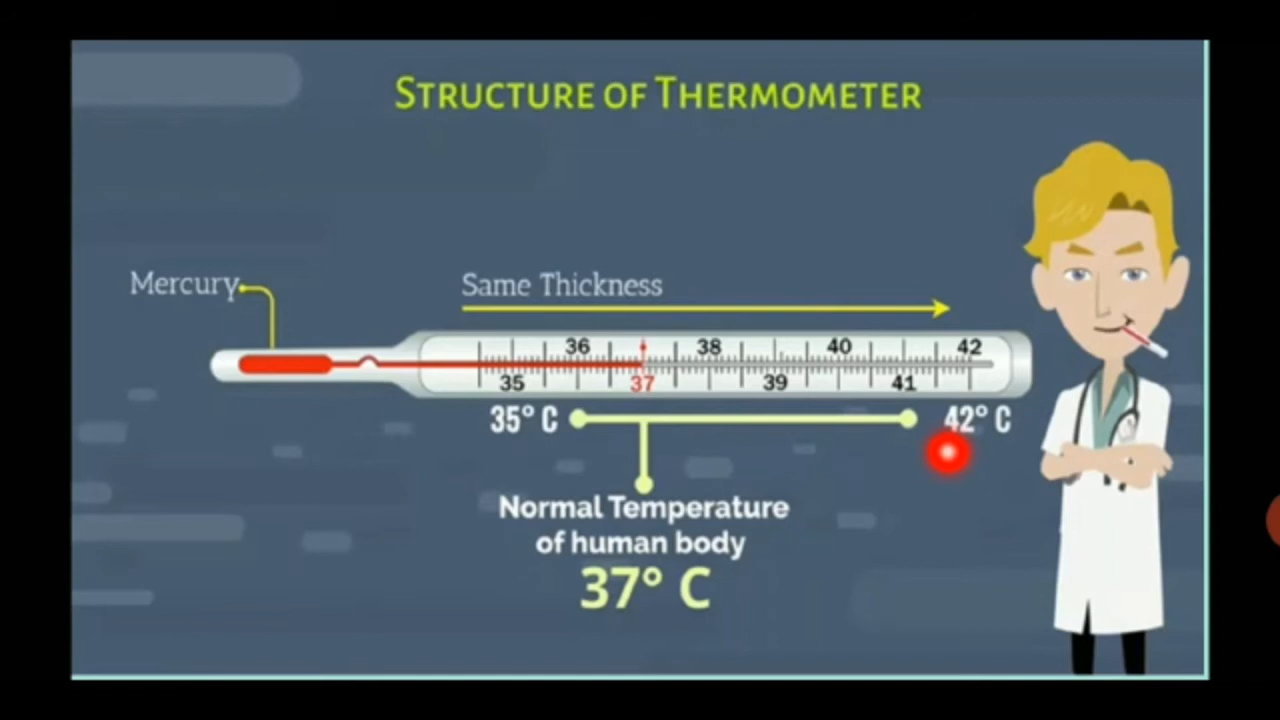 STRUCTURE OF THERMOMETER
Mercury
Same Thickness
36 38 40 42
35 37 39 41
35° C 42° C
Normal Temperature
of human body
37° C